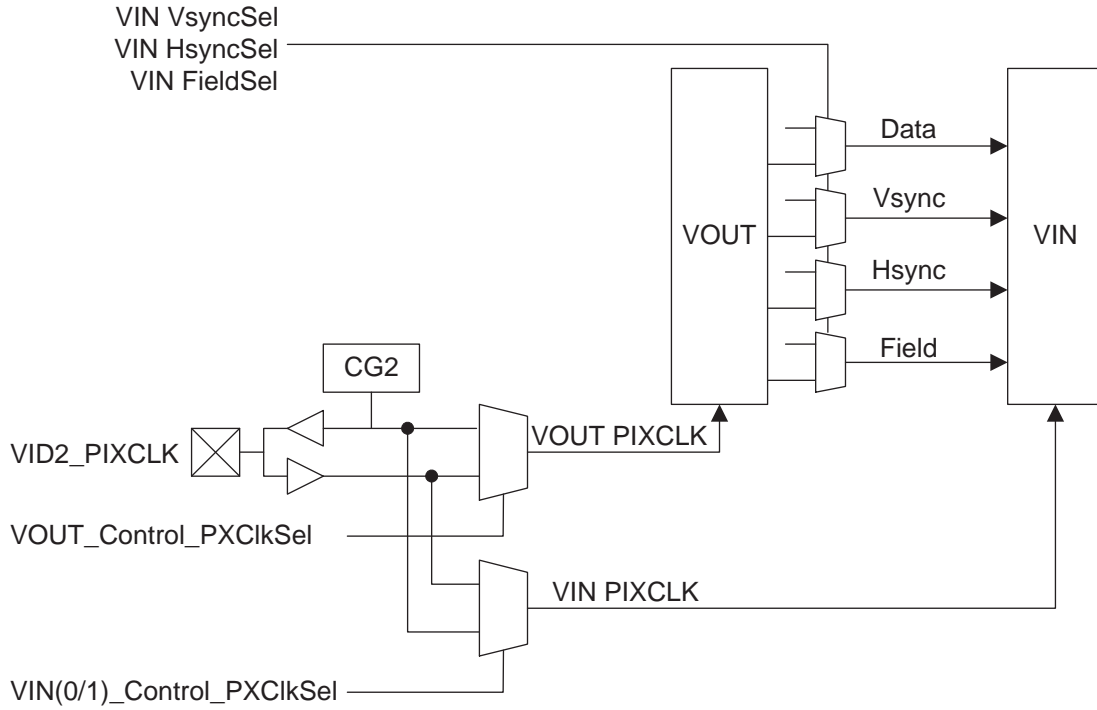 VIN VsyncSel
VIN HsyncSel
VIN FieldSel
Data
Vsync
VOUT
VIN
Hsync
Field
CG2
VOUT PIXCLK
VID2_PIXCLK
VOUT_Control_PXClkSel
VIN PIXCLK
VIN(0/1)_Control_PXClkSel